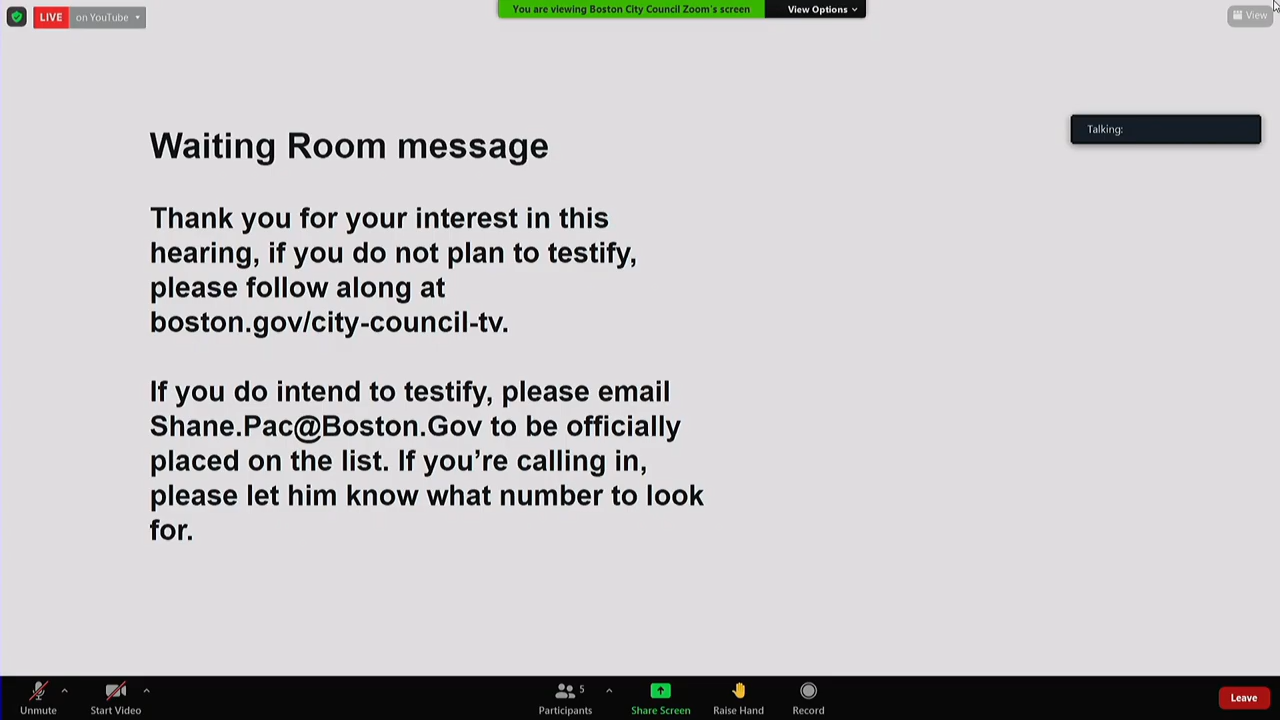 LIVE on YouTube
You are viewing Boston City Council Zoom's screen
View Options
View
Talking:
Waiting Room message
Thank you for your interest in this
hearing, if you do not plan to testify,
please follow along at
boston.gov/city-council-tv.
If you do intend to testify, please email
Shane.Pac@Boston.Gov to be officially
placed on the list. If you’re calling in,
please let him know what number to look
for.
5
Unmute
Start Video
Participants
Share Screen
Raise Hand
Record
Leave